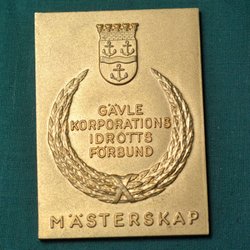 GÄVLE
KORPORATIONS
IDROTTS
FÖRBUND
MÄSTERSKAP